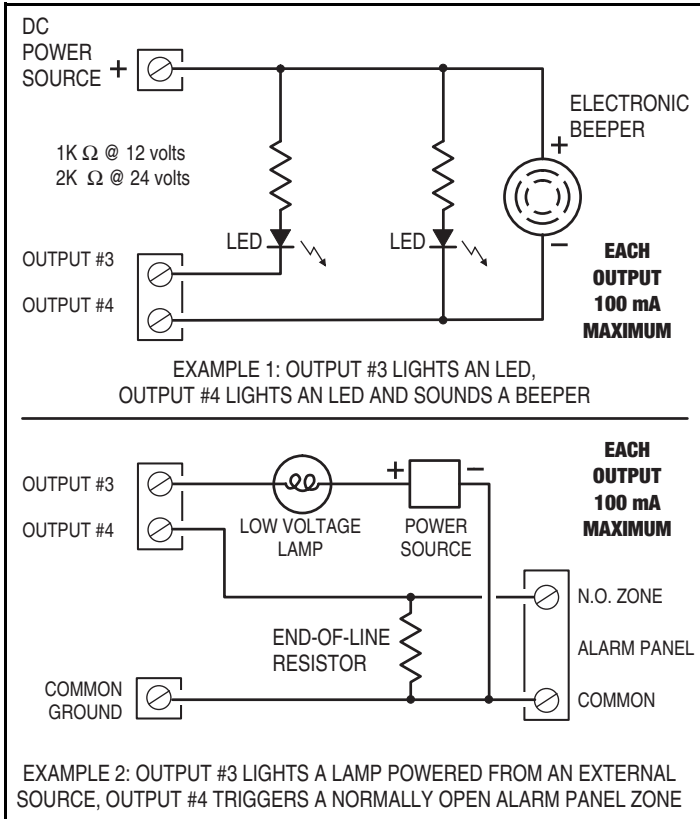 DC
POWER
SOURCE +
1K Ω @ 12 volts
2K Ω @ 24 volts
ELECTRONIC
BEEPER
+
LED
LED
−
OUTPUT #3
OUTPUT #4
EACH
OUTPUT
100 mA
MAXIMUM
EXAMPLE 1: OUTPUT #3 LIGHTS AN LED,
OUTPUT #4 LIGHTS AN LED AND SOUNDS A BEEPER
OUTPUT #3
OUTPUT #4
LOW VOLTAGE
LAMP
+ −
POWER
SOURCE
EACH
OUTPUT
100 mA
MAXIMUM
N.O. ZONE
ALARM PANEL
COMMON
END-OF-LINE
RESISTOR
COMMON
GROUND
EXAMPLE 2: OUTPUT #3 LIGHTS A LAMP POWERED FROM AN EXTERNAL
SOURCE, OUTPUT #4 TRIGGERS A NORMALLY OPEN ALARM PANEL ZONE